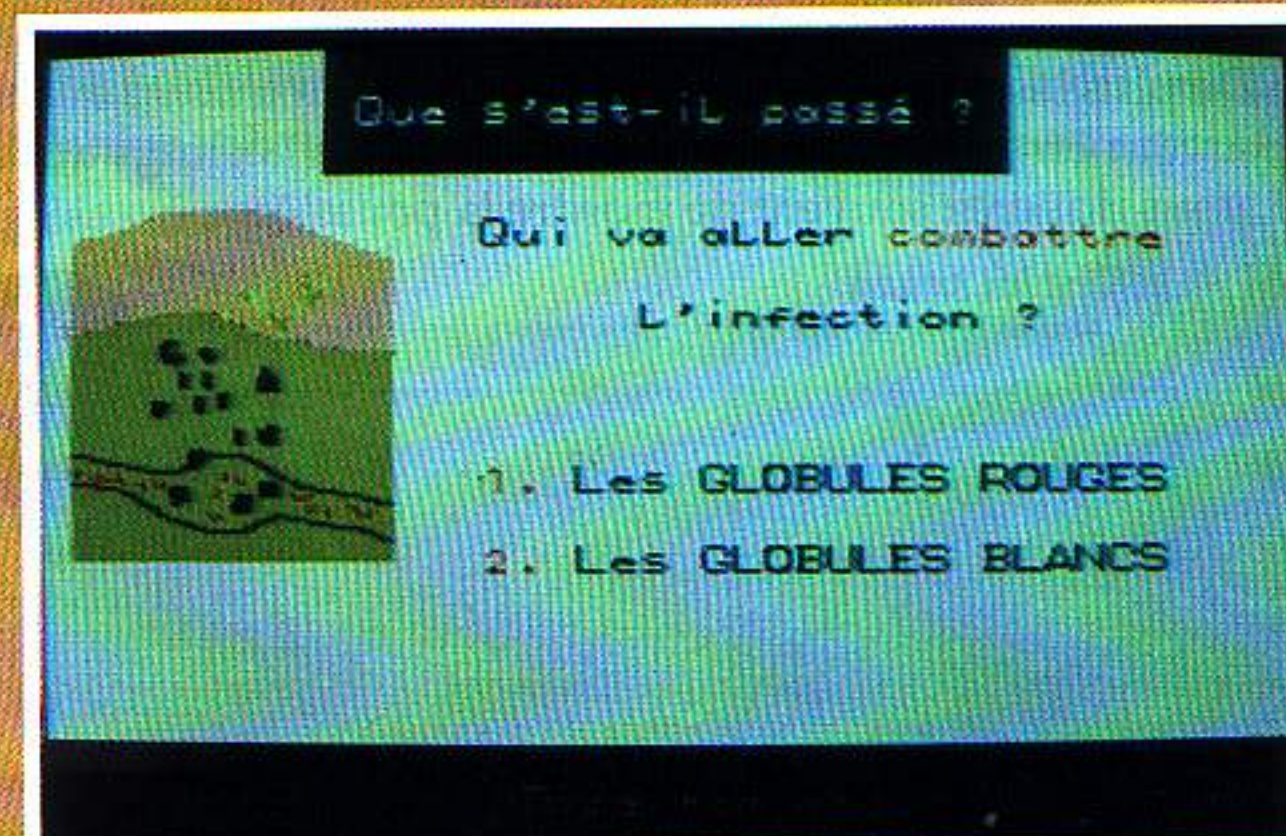 Que s'est-il passé ?
Qui va aller combattre
L'infection ?
1. Les GLOBULES ROUGES
2. Les GLOBULES BLANCS